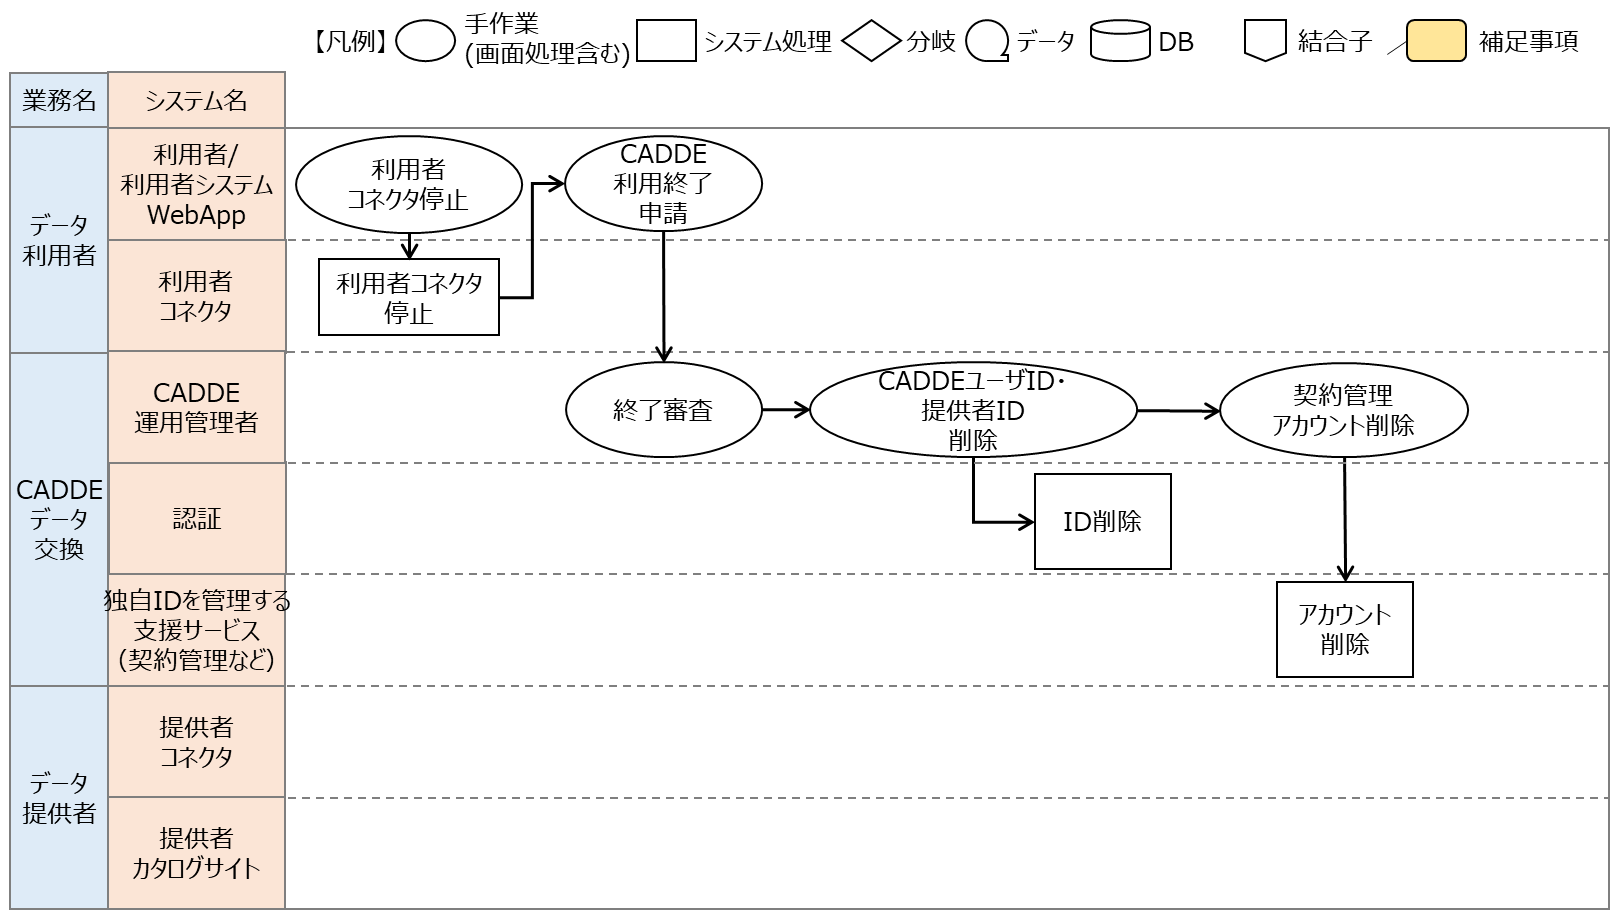 【凡例】
手作業
(画面処理含む)
システム処理
分岐
データ
DB
結合子
補足事項
業務名
システム名
データ
利用者
利用者/
利用者システム
WebApp
利用者
コネクタ停止
CADDE
利用終了
申請
利用者
コネクタ
利用者コネクタ
停止
CADDE
データ
交換
CADDE
運用管理者
終了審査
CADDEユーザID・
提供者ID
削除
契約管理
アカウント削除
認証
ID削除
独自IDを管理する
支援サービス
(契約管理など)
アカウント
削除
データ
提供者
提供者
コネクタ
提供者
カタログサイト